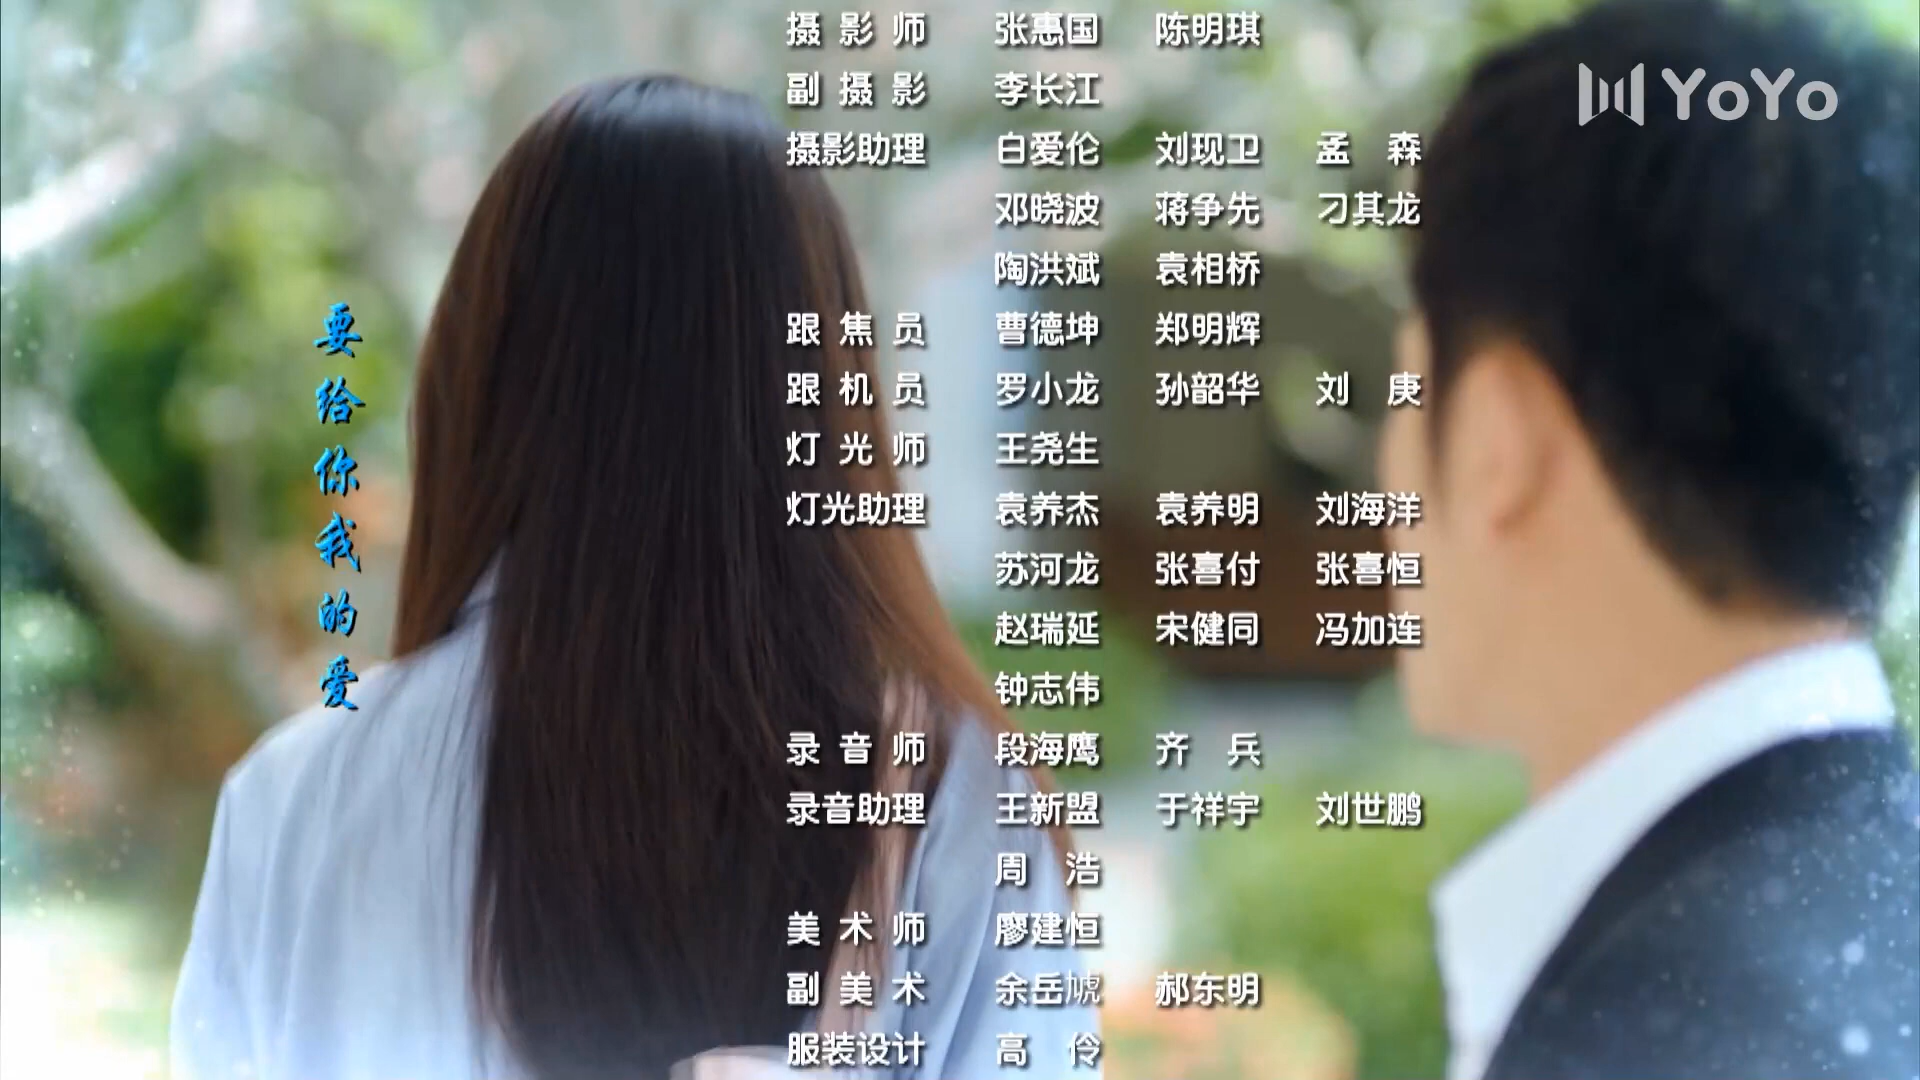 摄影师 张惠国 陈明琪
YoYo
副摄影 李长江
摄影助理 白爱伦 刘现卫 孟森
邓晓波 蒋争先 刁其龙
陶洪斌 袁相桥
跟焦员 曹德坤 郑明辉
跟机员 罗小龙 孙韶华 刘庚
灯光师 王尧生
灯光助理 袁养杰 袁养明 刘海洋
苏河龙 张喜付 张喜恒
赵瑞延 宋健同 冯加连
钟志伟
录音师 段海鹰 齐兵
录音助理 王新盟 于祥宇 刘世鹏
周浩
美术师 廖建恒
副美术 余岳虓 郝东明
服装设计 高伶
要给你我的爱